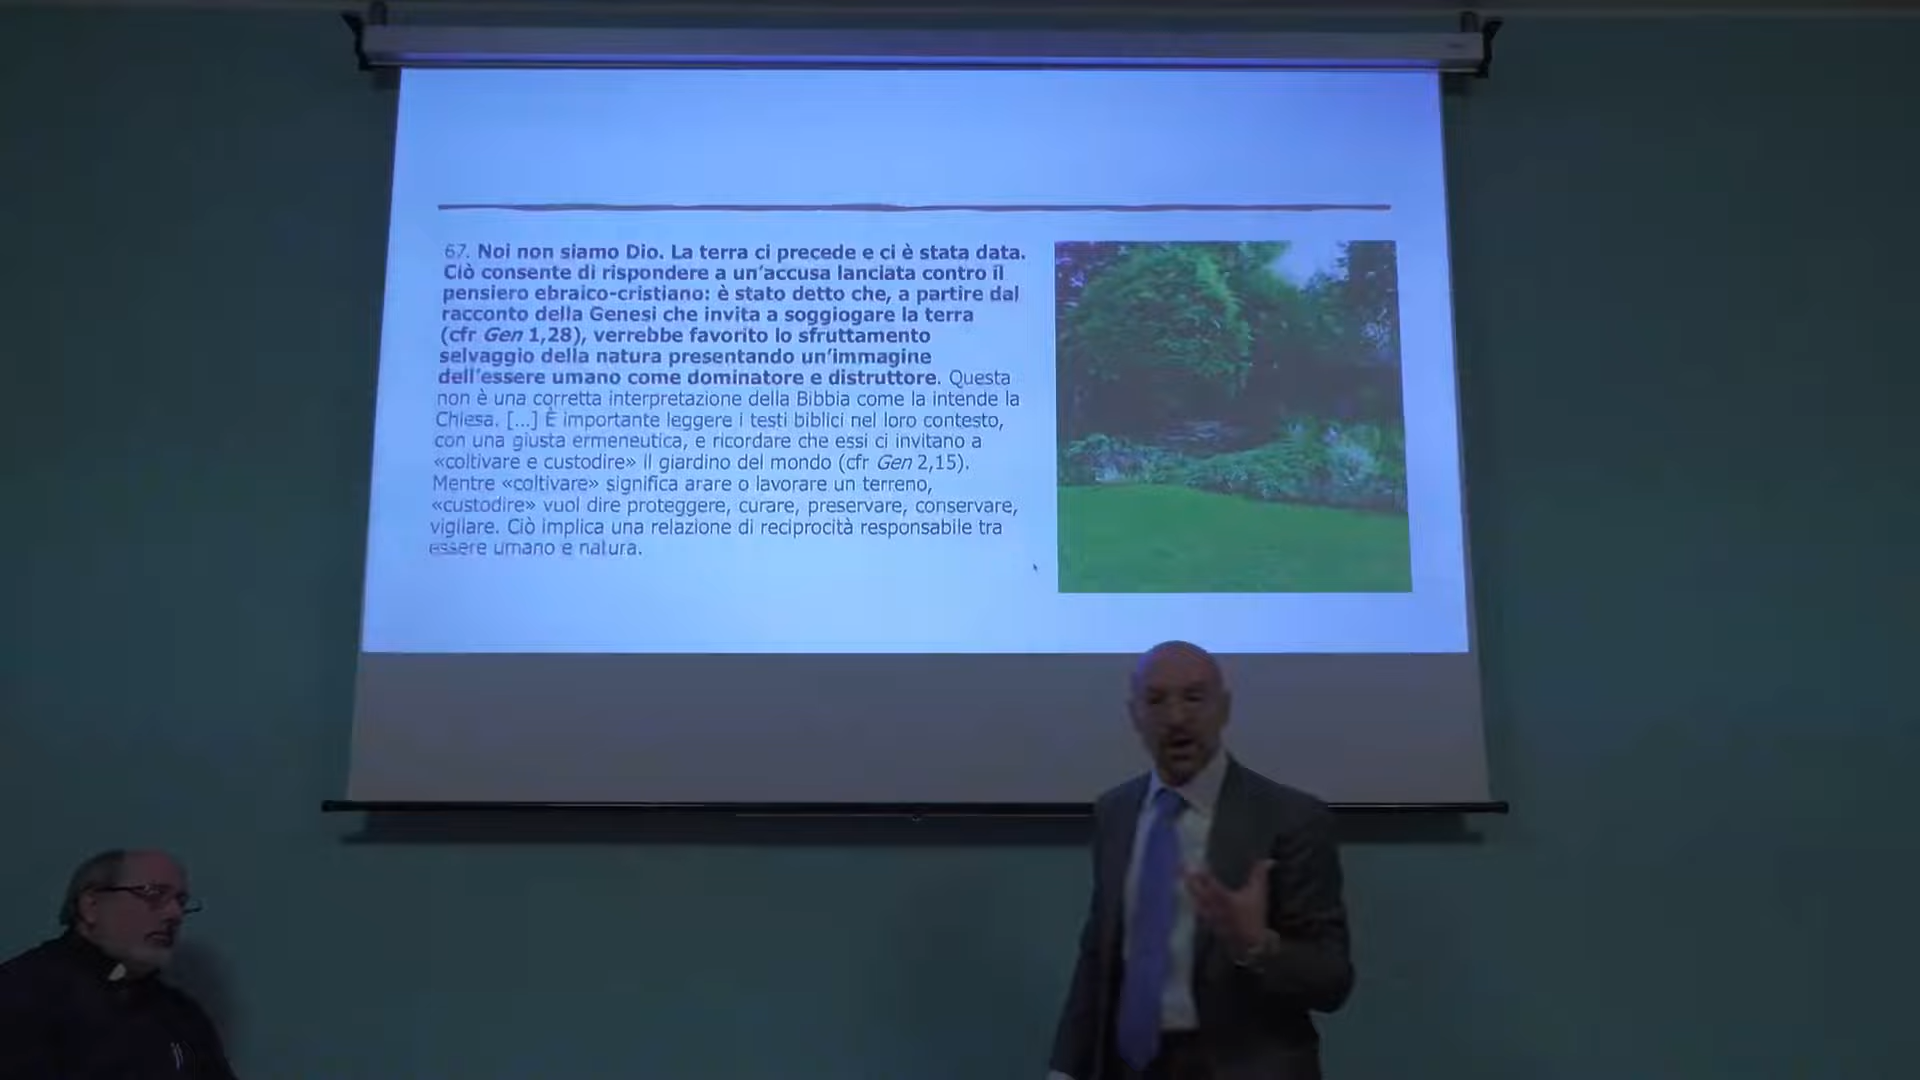 67. Noi non siamo Dio. La terra ci precede e ci è stata data.
Ciò consente di rispondere a un'accusa lanciata contro il
pensiero ebraico-cristiano: è stato detto che, a partire dal
racconto della Genesi che invita a soggiogare la terra
(cfr Gen 1,28), verrebbe favorito lo sfruttamento
selvaggio della natura presentando un'immagine
dell'essere umano come dominatore e distruttore. Questa
non è una corretta interpretazione della Bibbia come la intende la
Chiesa. [...] È importante leggere i testi biblici nel loro contesto,
con una giusta ermeneutica, e ricordare che essi ci invitano a
«coltivare e custodire» il giardino del mondo (cfr Gen 2,15).
Mentre «coltivare» significa arare o lavorare un terreno,
«custodire» vuol dire proteggere, curare, preservare, conservare,
vigilare. Ciò implica una relazione di reciprocità responsabile tra
essere umano e natura.